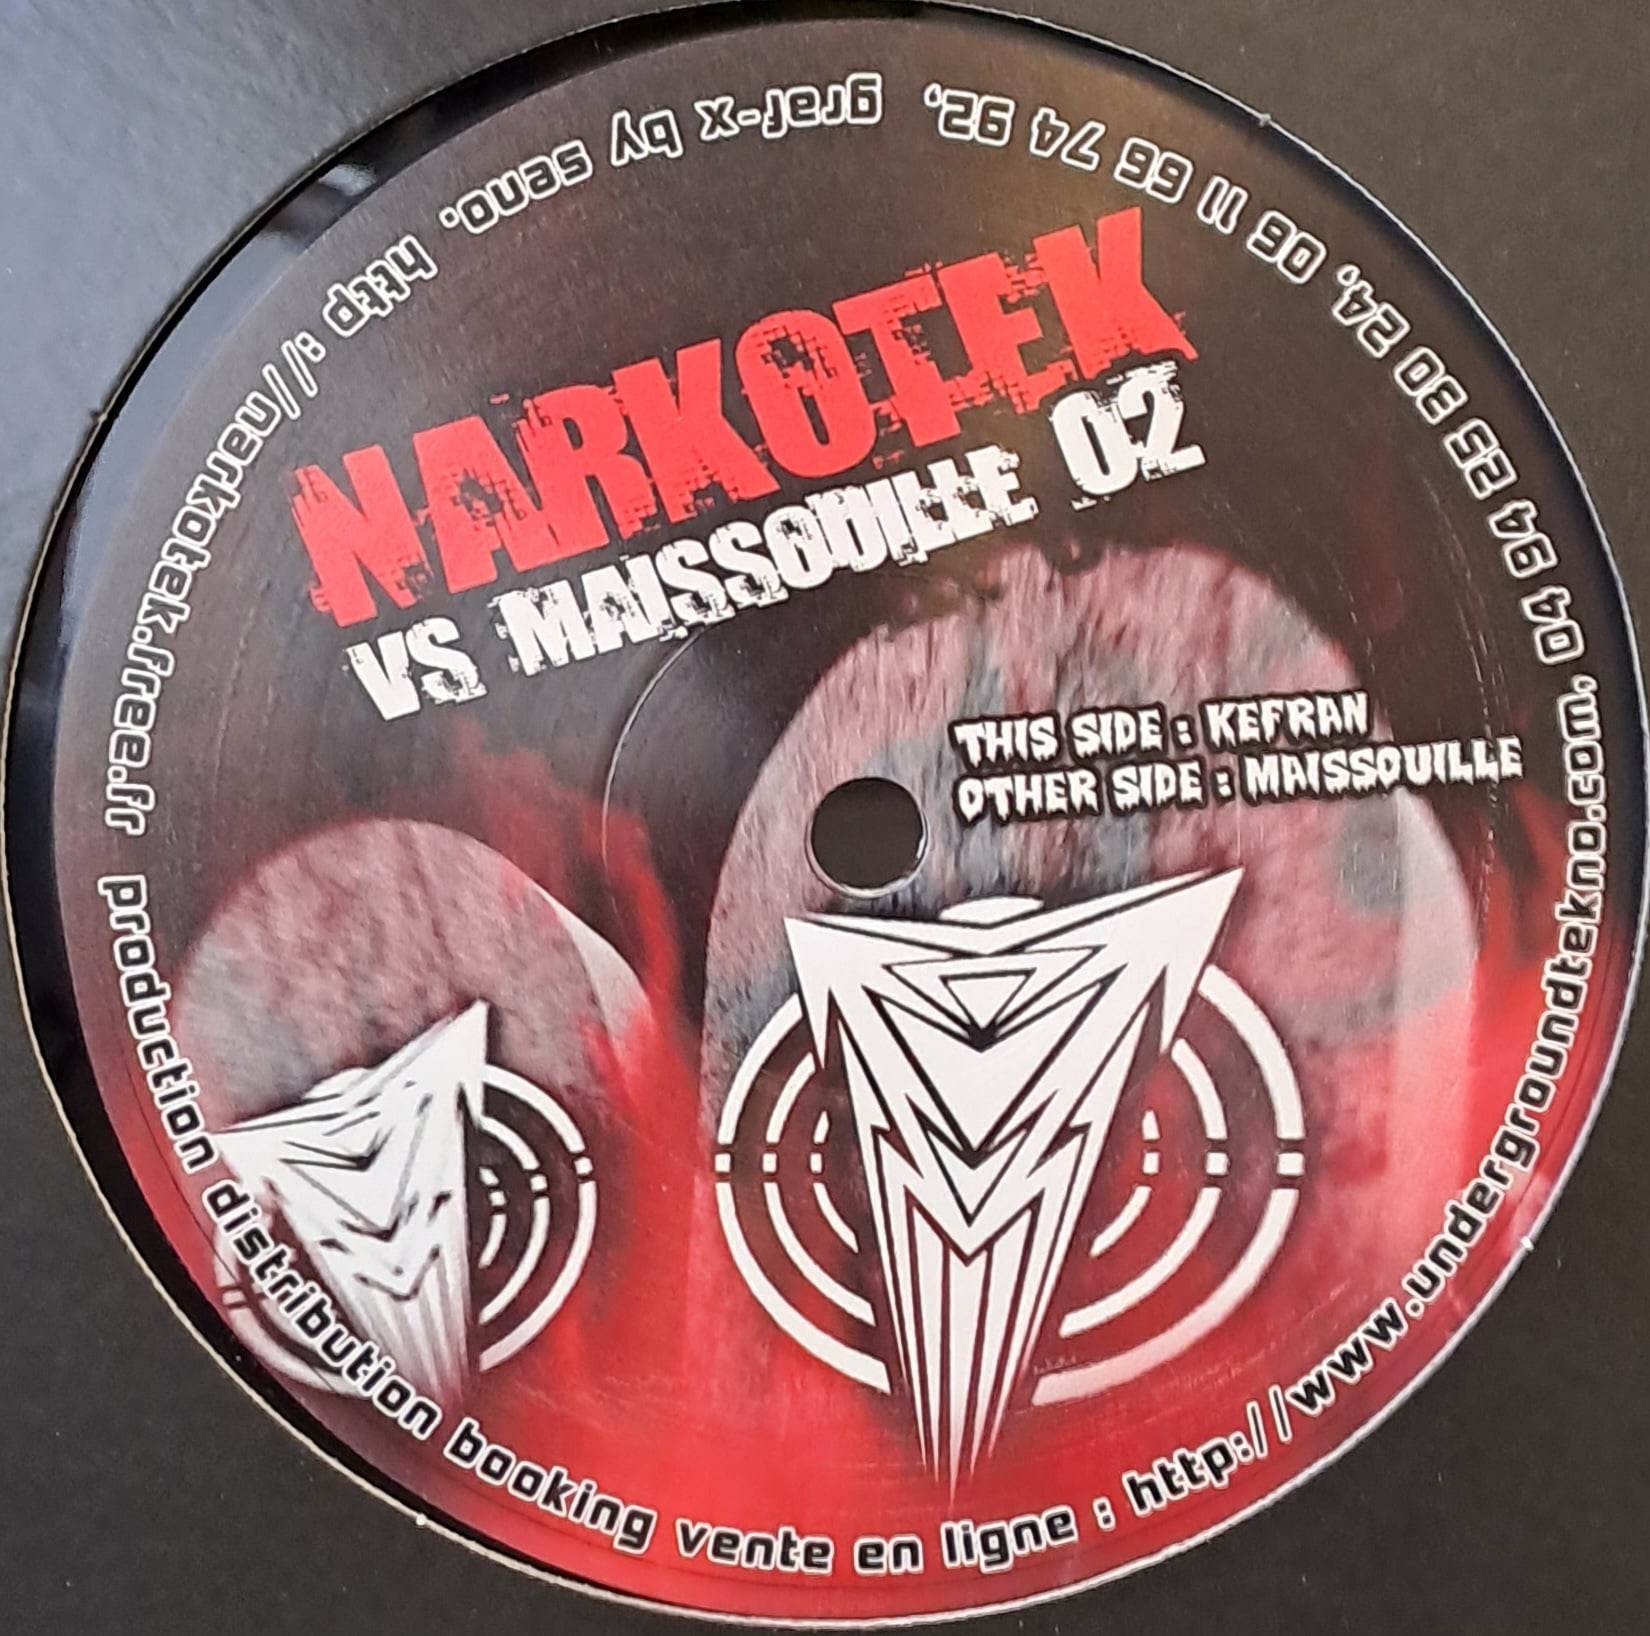 NARKOTEK
VS MAISSOUILLE 02
THIS SIDE : KEFRAN
OTHER SIDE : MAISSOUILLE
production distribution booking vente en ligne : http://www.undergroundtekno.com, 04 94 25 30 24, 06 11 66 74 92, graf-x by seno. http ://narkotek.free.fr